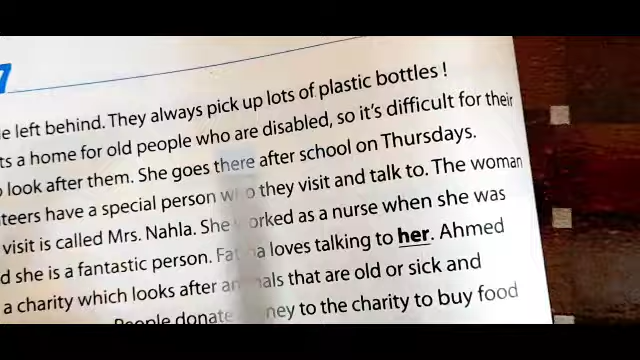 7
e left behind. They always pick up lots of plastic bottles !
ts a home for old people who are disabled, so it's difficult for their
look after them. She goes there after school on Thursdays.
teers have a special person who they visit and talk to. The woman
visit is called Mrs. Nahla. She worked as a nurse when she was
d she is a fantastic person. Fatma loves talking to her. Ahmed
a charity which looks after animals that are old or sick and
People donate money to the charity to buy food